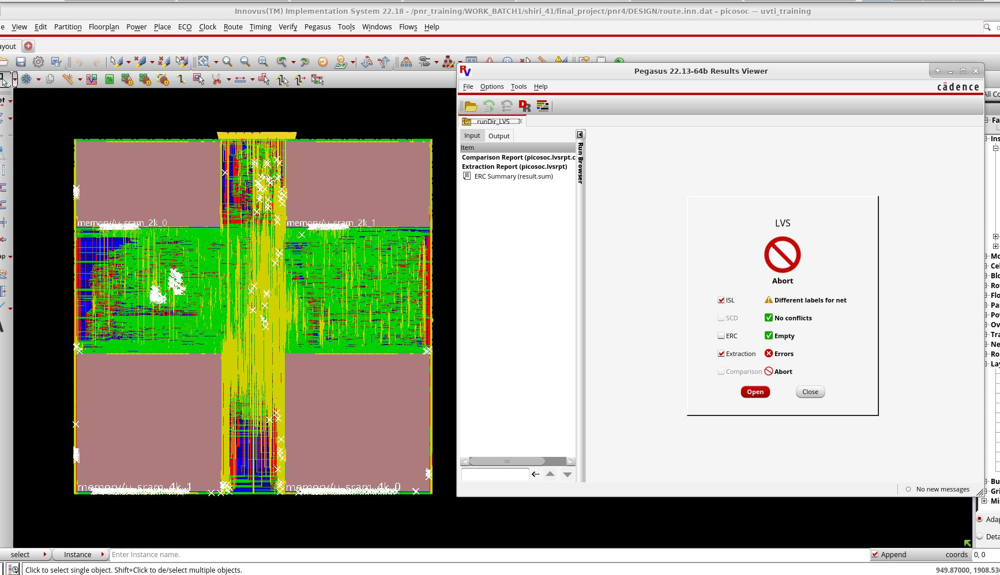 Innovus(TM) Implementation System 22.18 - /pnr_training/WORK_BATCH1/shiri_41/final_project/pnr4/DESIGN/route.inn.dat - picosoc — uvti_training
e View Edit Partition Floorplan Power Place ECO Clock Route Timing Verify Pegasus Tools Windows Flows Help
ayout
Pegasus 22.13-64b Results Viewer
File Options Tools Help
cādence
runDir_LVS
Input Output
Item
Comparison Report (picosoc.lvsrpt.c
Extraction Report (picosoc.lvsrpt)
ERC Summary (result.sum)
Run Browser
LVS
Abort
ISL Different labels for net
SCD No conflicts
ERC Empty
Extraction Errors
Comparison Abort
Open Close
No new messages
memory/u_sram_2k_0 memory/u_sram_2k_1
memory/u_sram_4k_1 memory/u_sram_4k_0
All Co
Fa
Ins
Mo
Cel
Blo
Ro
Flo
Par
Po
Ov
Tra
Ne
Ro
Lay
Bu
Gri
Mis
Adap
Deta
select Instance Enter Instance name. Append coords 0, 0
Click to select single object. Shift+Click to de/select multiple objects. 949.87000, 1908.53